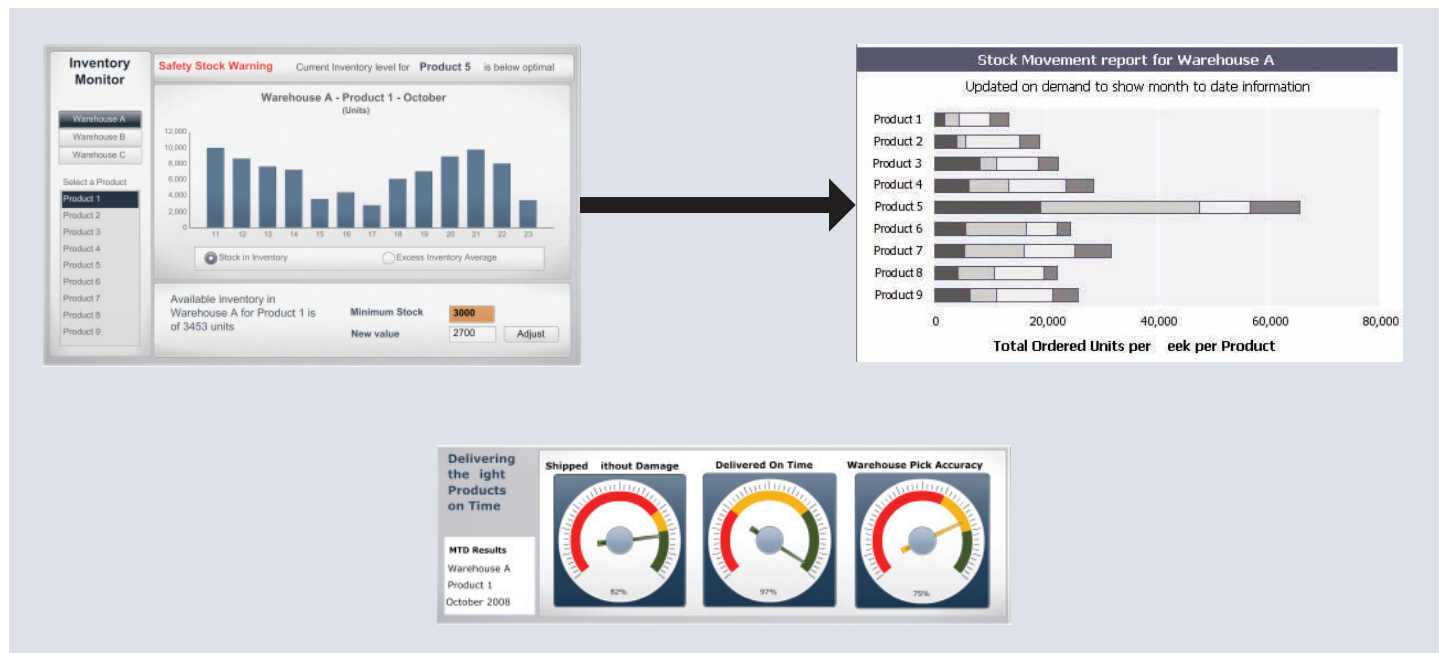 Inventory
Monitor
Warehouse A
Warehouse B
Warehouse C
Select a Product
Product 1
Product 2
Product 3
Product 4
Product 5
Product 6
Product 7
Product 8
Product 9
Safety Stock Warning Current Inventory level for Product 5 is below optimal
Warehouse A - Product 1 - October
(Units)
12,000
10,000
8,000
6,000
4,000
2,000
0
11 12 13 14 15 16 17 18 19 20 21 22 23
Stock in Inventory Excess Inventory Average
Available inventory in
Warehouse A for Product 1 is
of 3453 units
Minimum Stock 3000
New value 2700 Adjust
Stock Movement report for Warehouse A
Updated on demand to show month to date information
Product 1
Product 2
Product 3
Product 4
Product 5
Product 6
Product 7
Product 8
Product 9
0 20,000 40,000 60,000 80,000
Total Ordered Units per eek per Product
Delivering
the ight
Products
on Time
MTD Results
Warehouse A
Product 1
October 2008
Shipped ithout Damage
82%
Delivered On Time
97%
Warehouse Pick Accuracy
75%